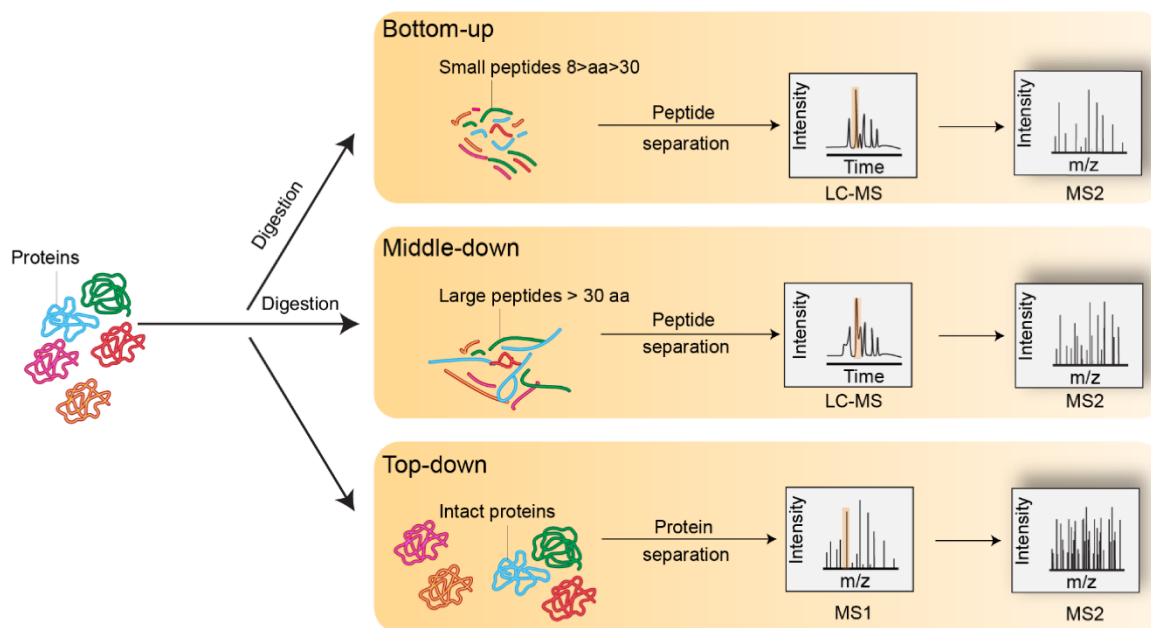 Proteins
Digestion
Digestion
Bottom-up
Small peptides 8>aa>30
Peptide
separation
Intensity
Time
LC-MS
Intensity
m/z
MS2
Middle-down
Large peptides > 30 aa
Peptide
separation
Intensity
Time
LC-MS
Intensity
m/z
MS2
Top-down
Intact proteins
Protein
separation
Intensity
m/z
MS1
Intensity
m/z
MS2